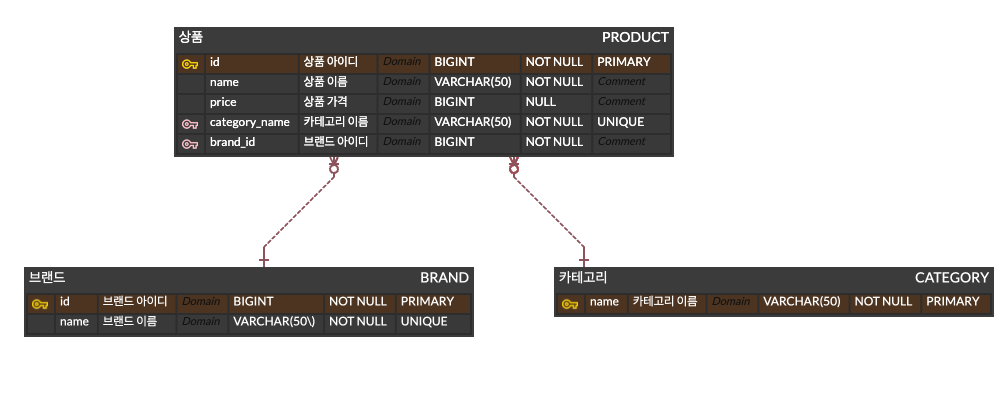 상품 PRODUCT
id 상품 아이디 Domain BIGINT NOT NULL PRIMARY
name 상품 이름 Domain VARCHAR(50) NOT NULL Comment
price 상품 가격 Domain BIGINT NULL Comment
category_name 카테고리 이름 Domain VARCHAR(50) NOT NULL UNIQUE
brand_id 브랜드 아이디 Domain BIGINT NOT NULL Comment
브랜드 BRAND
id 브랜드 아이디 Domain BIGINT NOT NULL PRIMARY
name 브랜드 이름 Domain VARCHAR(50\) NOT NULL UNIQUE
카테고리 CATEGORY
name 카테고리 이름 Domain VARCHAR(50) NOT NULL PRIMARY